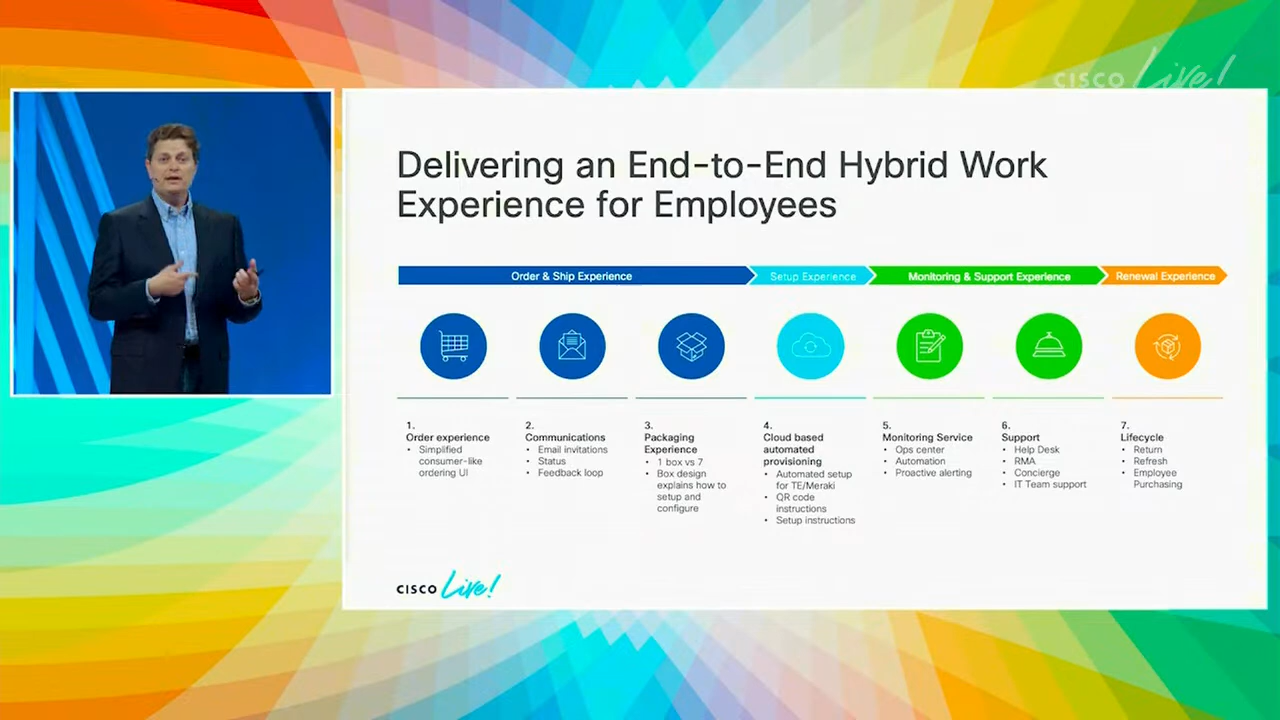 CISCO Live!
Delivering an End-to-End Hybrid Work
Experience for Employees
Order & Ship Experience
Setup Experience
Monitoring & Support Experience
Renewal Experience
1.
Order experience
• Simplified
consumer-like
ordering UI
2.
Communications
• Email invitations
• Status
• Feedback loop
3.
Packaging
Experience
• 1 box vs 7
• Box design
explains how to
setup and
configure
4.
Cloud based
automated
provisioning
• Automated setup
for TE/Meraki
• QR code
instructions
• Setup instructions
5.
Monitoring Service
• Ops center
• Automation
• Proactive alerting
6.
Support
• Help Desk
• RMA
• Concierge
• IT Team support
7.
Lifecycle
• Return
• Refresh
• Employee
Purchasing
CISCO Live!